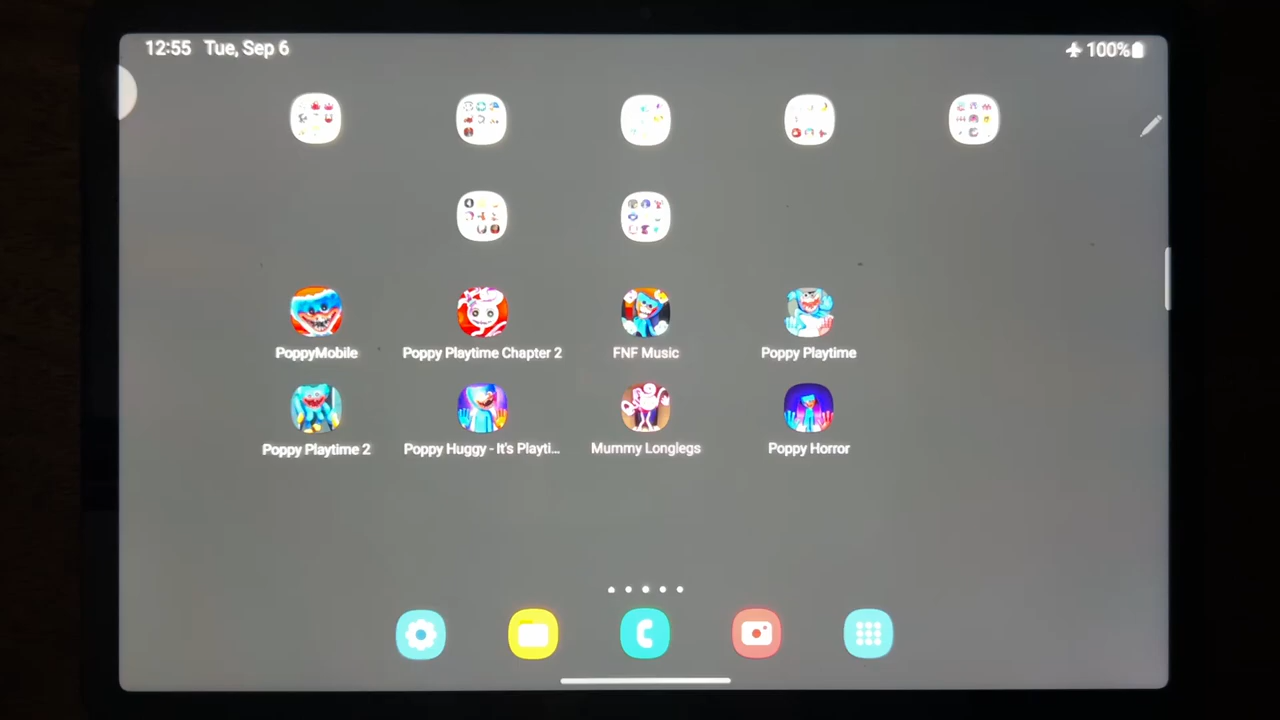 12:55 Tue, Sep 6
100%
PoppyMobile
Poppy Playtime Chapter 2
FNF Music
Poppy Playtime
Poppy Playtime 2
Poppy Huggy - It's Playti...
Mummy Longlegs
Poppy Horror